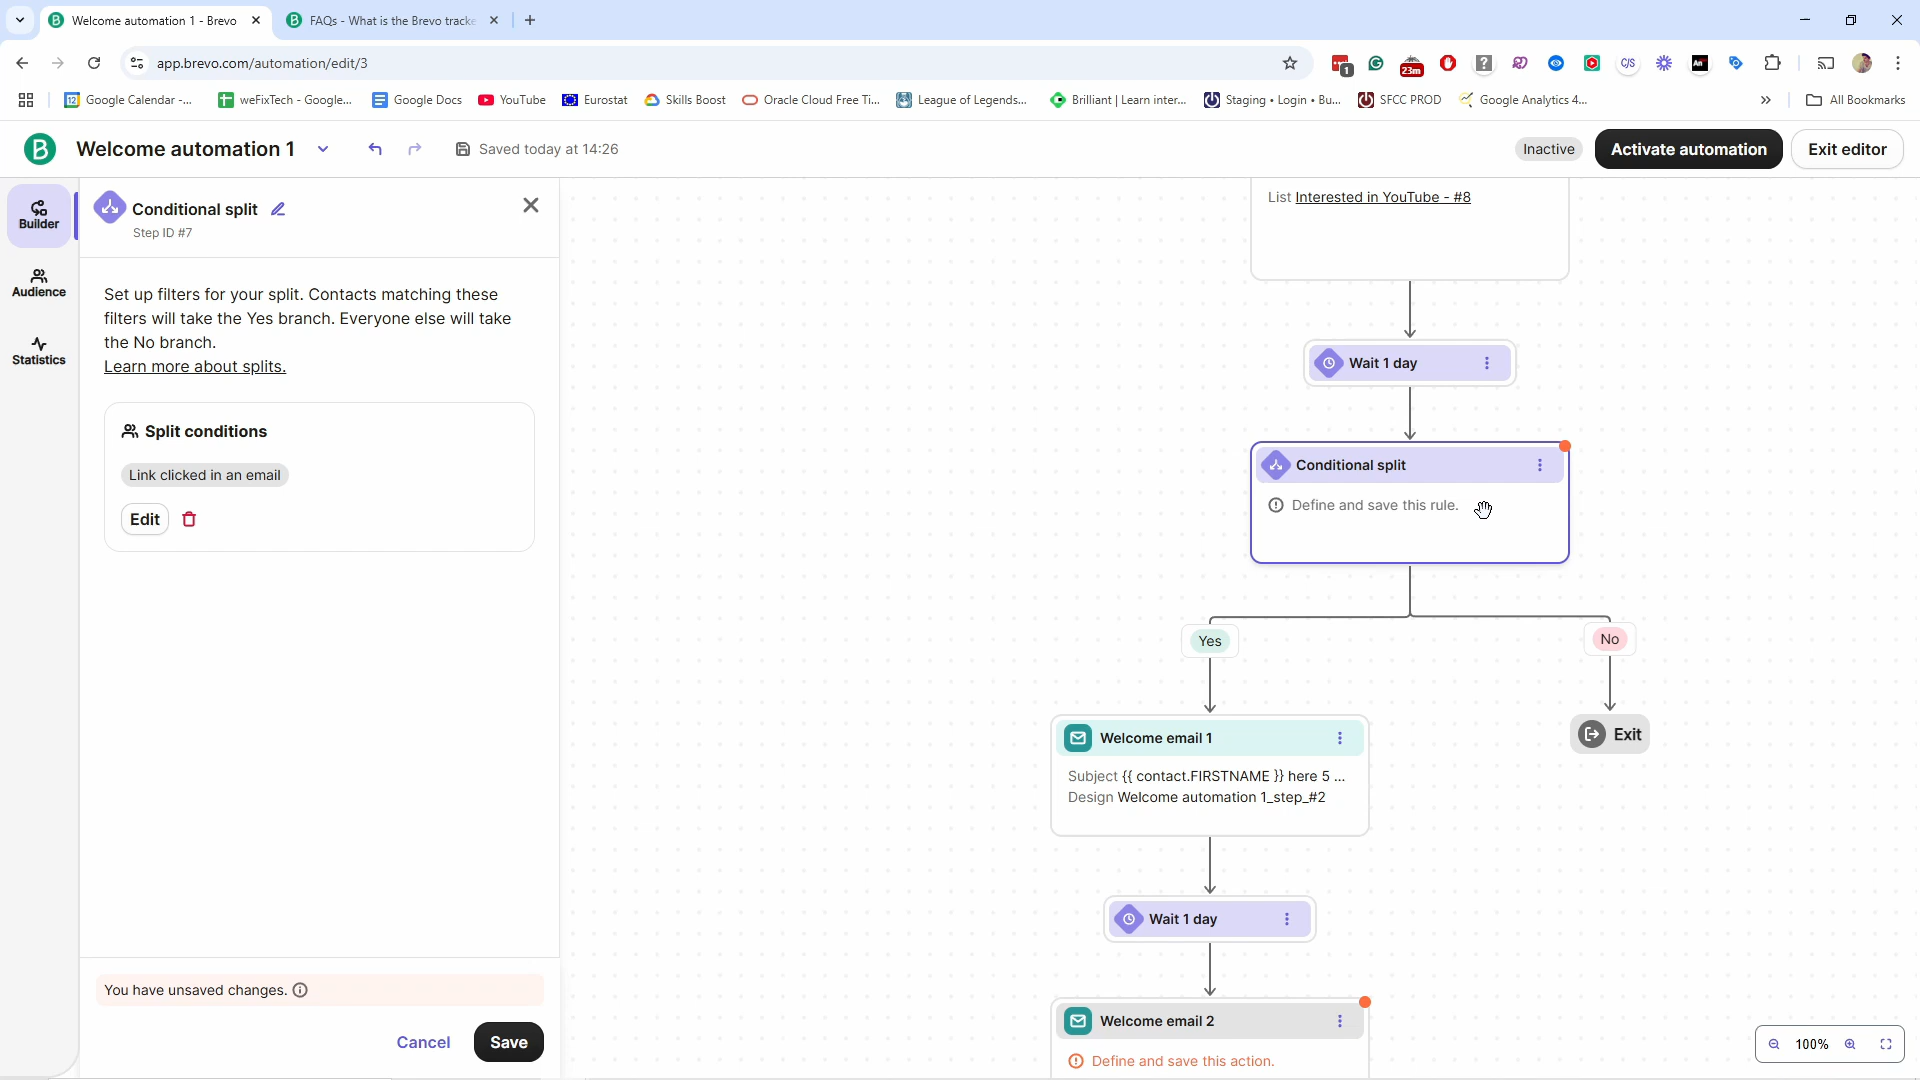 Welcome automation 1 - Brevo
FAQs - What is the Brevo tracke
app.brevo.com/automation/edit/3
1
23m
C/S
An
Google Calendar -...
weFixTech - Google...
Google Docs
YouTube
Eurostat
Skills Boost
Oracle Cloud Free Ti...
League of Legends...
Brilliant | Learn inter...
Staging • Login • Bu...
SFCC PROD
Google Analytics 4...
All Bookmarks
Welcome automation 1
Saved today at 14:26
Inactive
Activate automation
Exit editor
Builder
Audience
Statistics
Conditional split
Step ID #7
Set up filters for your split. Contacts matching these
filters will take the Yes branch. Everyone else will take
the No branch.
Learn more about splits.
Split conditions
Link clicked in an email
Edit
You have unsaved changes.
Cancel
Save
List Interested in YouTube - #8
Wait 1 day
Conditional split
Define and save this rule.
Yes
No
Welcome email 1
Subject {{ contact.FIRSTNAME }} here 5 ...
Design Welcome automation 1_step_#2
Exit
Wait 1 day
Welcome email 2
Define and save this action.
100%